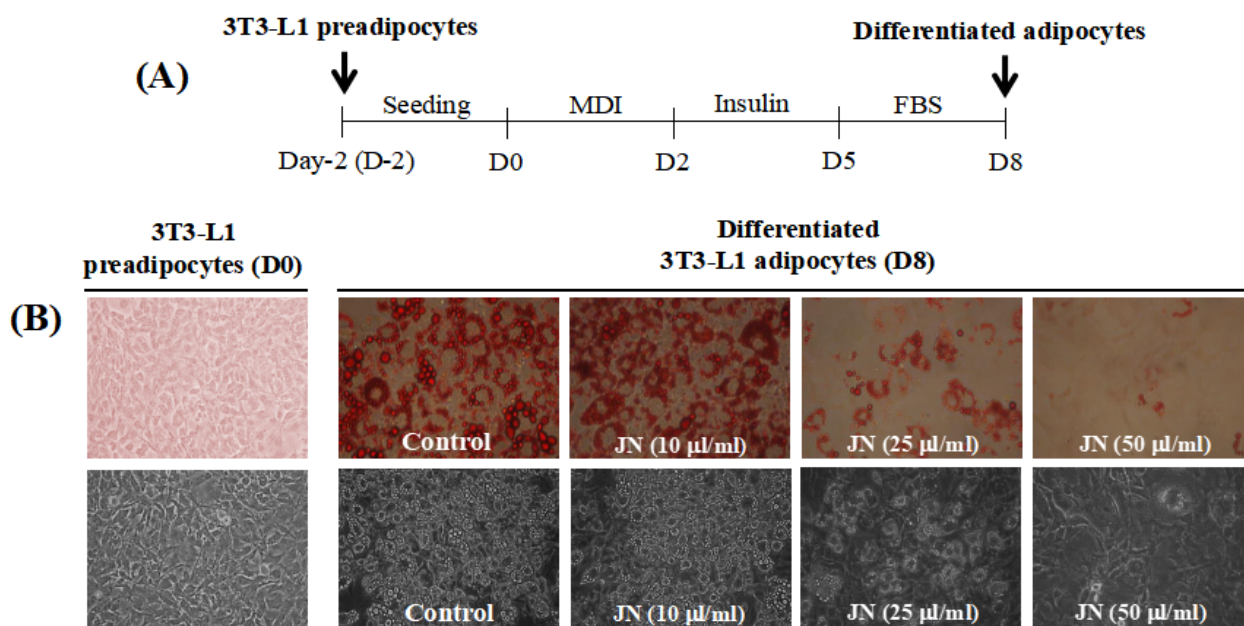 3T3-L1 preadipocytes
Differentiated adipocytes
(A)
Seeding MDI Insulin FBS
Day-2 (D-2) D0 D2 D5 D8
3T3-L1
preadipocytes (D0)
Differentiated
3T3-L1 adipocytes (D8)
(B)
Control JN (10 µl/ml) JN (25 µl/ml) JN (50 µl/ml)
Control JN (10 µl/ml) JN (25 µl/ml) JN (50 µl/ml)